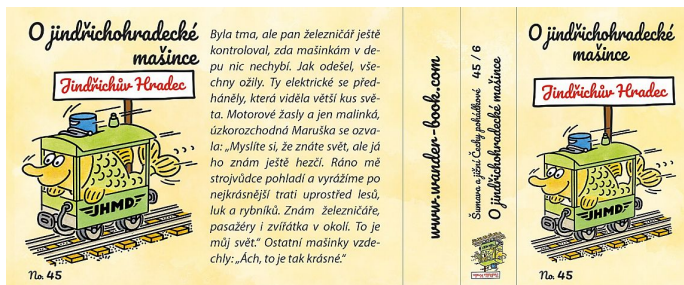 O jindřichohradecké
mašince
Jindřichův Hradec
JHMD
No. 45
Byla tma, ale pan železničář ještě
kontroloval, zda mašinkám v de-
pu nic nechybí. Jak odešel, vše-
chny ožily. Ty elektrické se před-
háněly, která viděla větší kus svě-
ta. Motorové žasly a jen malinká,
úzkorozchodná Maruška se ozva-
la: „Myslíte si, že znáte svět, ale já
ho znám ještě hezčí. Ráno mě
strojvůdce pohladí a vyrážíme po
nejkrásnější trati uprostřed lesů,
luk a rybníků. Znám železničáře,
pasažéry i zvířátka v okolí. To je
můj svět.“ Ostatní mašinky vzde-
chly: „Ách, to je tak krásné.“
www.wander-book.com
Šumava a jižní Čechy pohádkové 45 / 6
O jindřichohradecké mašince
O jindřichohradecké
mašince
Jindřichův Hradec
JHMD
No. 45